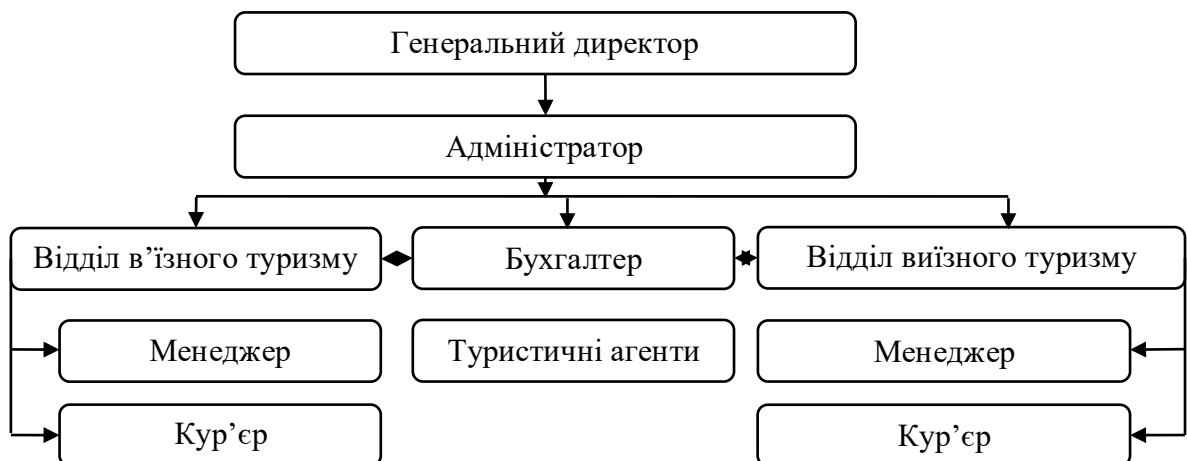 Генеральний директор
Адміністратор
Відділ в’їзного туризму
Бухгалтер
Відділ виїзного туризму
Менеджер
Туристичні агенти
Менеджер
Кур’єр
Кур’єр